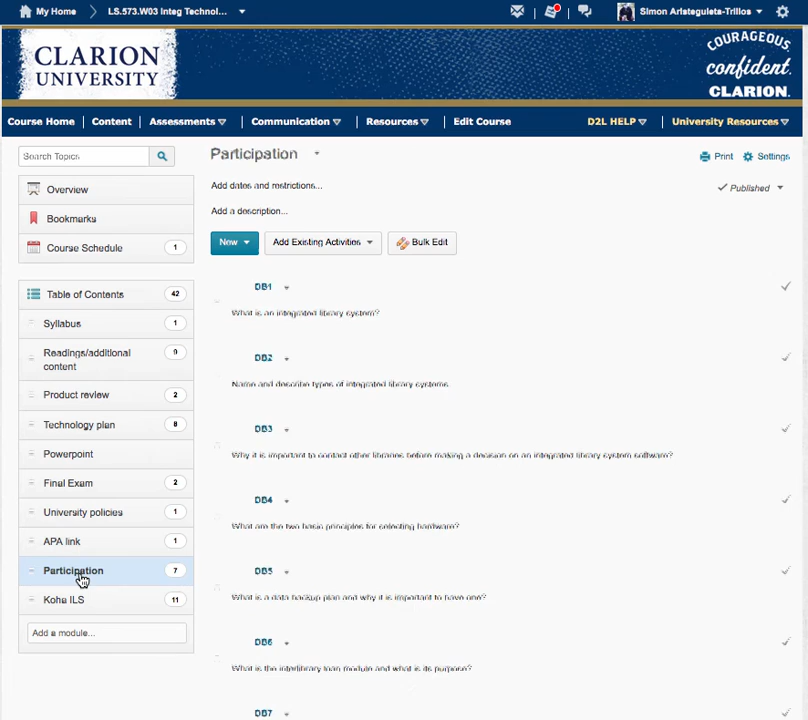 My Home
LS.573.W03 Integ Technol...
Simon Aristeguieta-Trillos
CLARION
UNIVERSITY
COURAGEOUS.
confident.
CLARION.
Course Home
Content
Assessments
Communication
Resources
Edit Course
D2L HELP
University Resources
Search Topics
Participation
Print
Settings
Overview
Add dates and restrictions...
Published
Bookmarks
Add a description...
Course Schedule 1
New
Add Existing Activities
Bulk Edit
Table of Contents 42
Syllabus 1
Readings/additional 9
content
Product review 2
Technology plan 8
Powerpoint
Final Exam 2
University policies 1
APA link 1
Participation 7
Koha ILS 11
Add a module...
DB1
What is an integrated library system?
DB2
Name and describe types of integrated library systems.
DB3
Why it is important to contact other libraries before making a decision on an integrated library system software?
DB4
What are the two basic principles for selecting hardware?
DB5
What is a data backup plan and why it is important to have one?
DB6
What is the interlibrary loan module and what is its purpose?
DB7